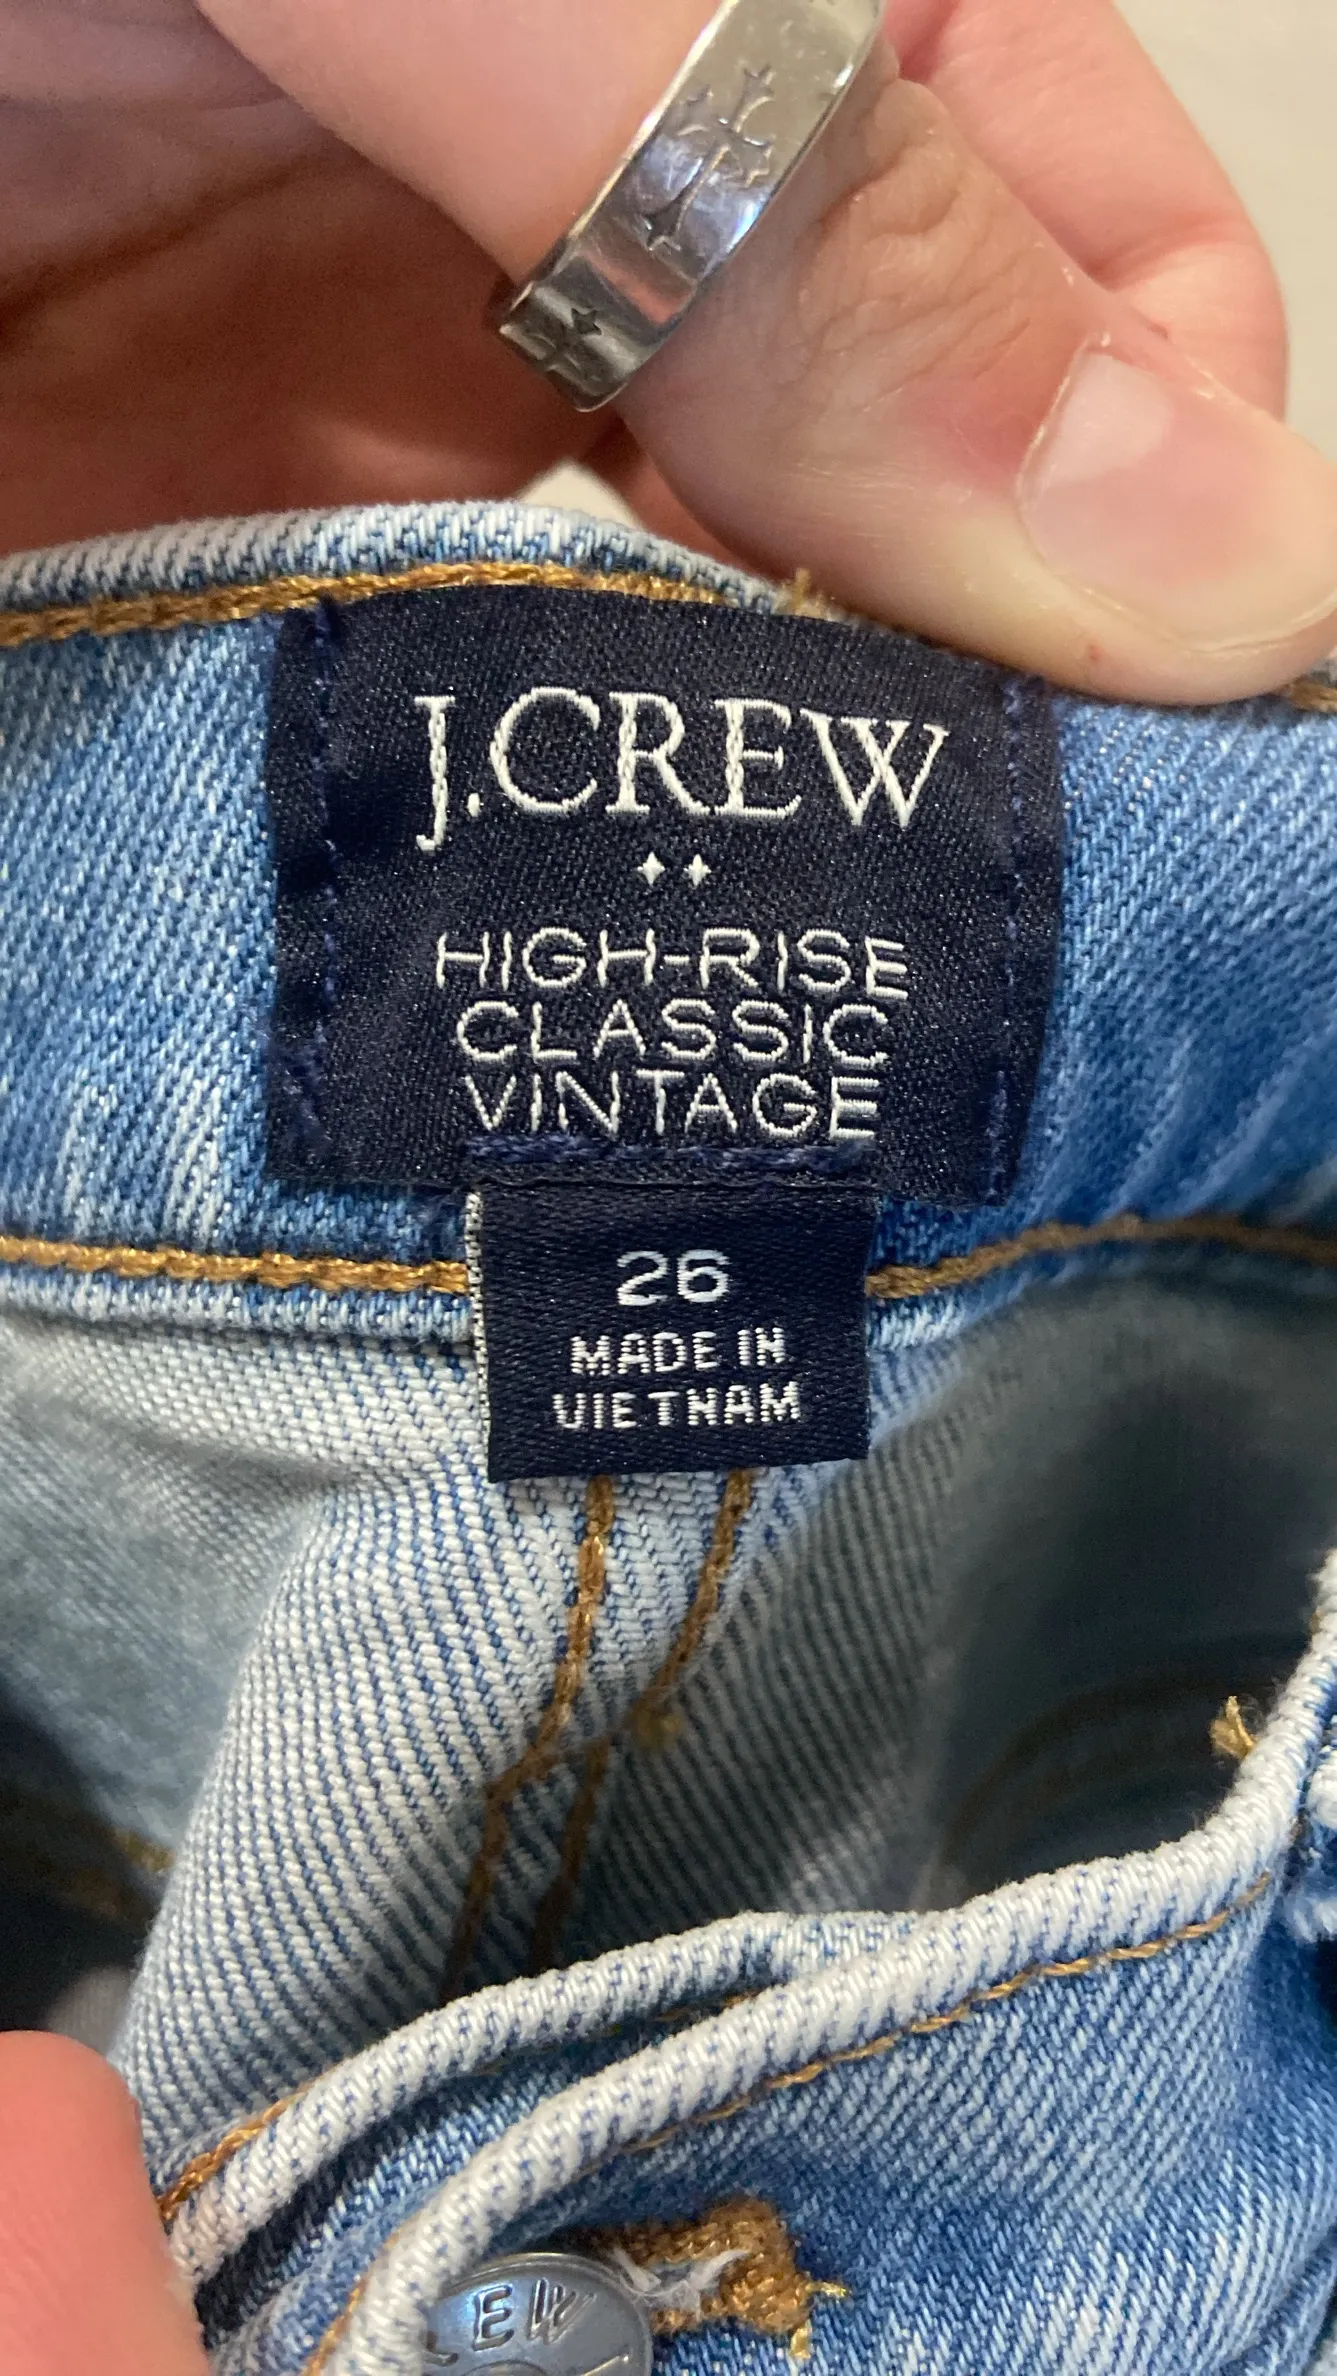 J.CREW
HIGH-RISE
CLASSIC
VINTAGE
26
MADE IN
VIETNAM